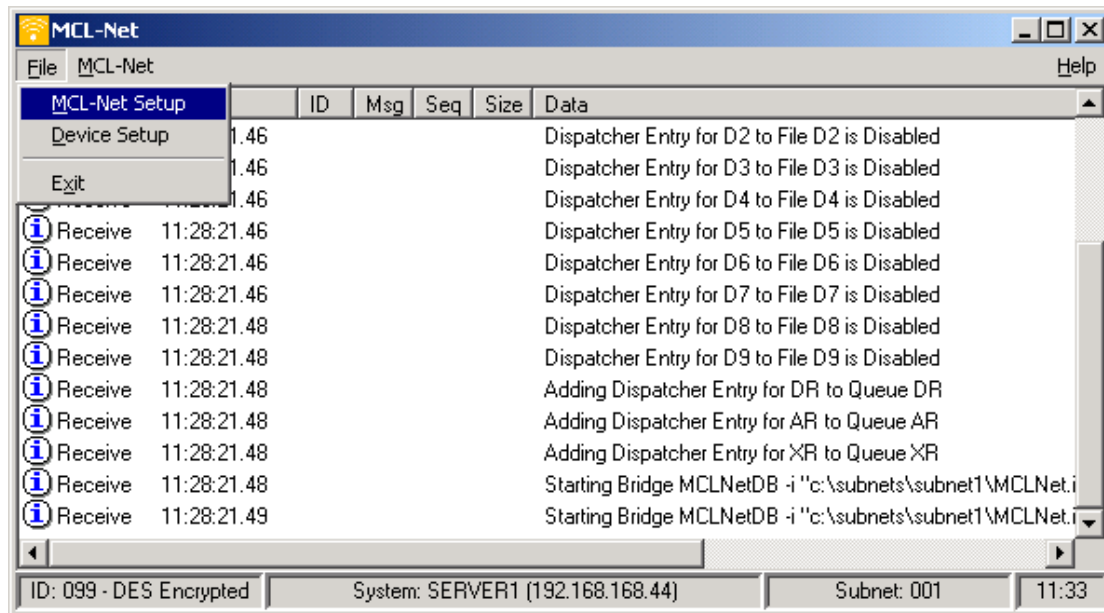 MCL-Net
File MCL-Net Help
MCL-Net Setup ID Msg Seq Size Data
Device Setup 1.46 Dispatcher Entry for D2 to File D2 is Disabled
1.46 Dispatcher Entry for D3 to File D3 is Disabled
Exit
Dispatcher Entry for D4 to File D4 is Disabled
Receive 11:28:21.46 Dispatcher Entry for D5 to File D5 is Disabled
Receive 11:28:21.46 Dispatcher Entry for D6 to File D6 is Disabled
Receive 11:28:21.46 Dispatcher Entry for D7 to File D7 is Disabled
Receive 11:28:21.48 Dispatcher Entry for D8 to File D8 is Disabled
Receive 11:28:21.48 Dispatcher Entry for D9 to File D9 is Disabled
Receive 11:28:21.48 Adding Dispatcher Entry for DR to Queue DR
Receive 11:28:21.48 Adding Dispatcher Entry for AR to Queue AR
Receive 11:28:21.48 Adding Dispatcher Entry for XR to Queue XR
Receive 11:28:21.48 Starting Bridge MCLNetDB -i "c:\subnets\subnet1\MCLNet.i
Receive 11:28:21.49 Starting Bridge MCLNetDB -i "c:\subnets\subnet1\MCLNet.i
ID: 099 - DES Encrypted System: SERVER1 (192.168.168.44) Subnet: 001 11:33